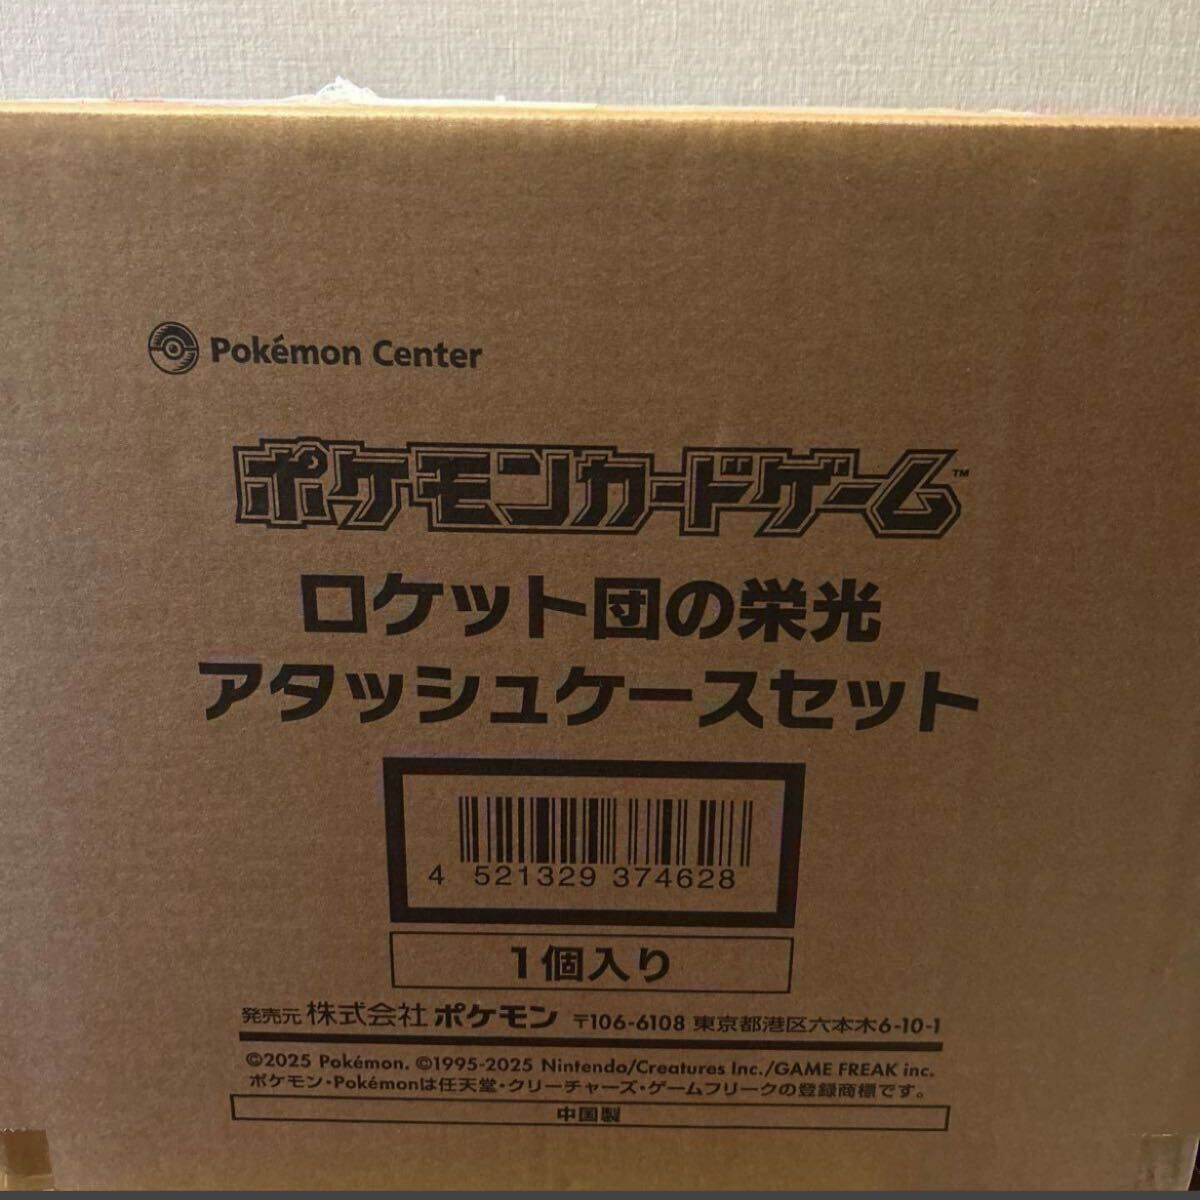 Pokémon Center
ポケモンカードゲーム™
ロケット団の栄光
アタッシュケースセット
4 521329 374628
1個入り
発売元 株式会社 ポケモン 〒106-6108 東京都港区六本木6-10-1
©2025 Pokémon. ©1995-2025 Nintendo/Creatures Inc./GAME FREAK inc.
ポケモン・Pokémonは任天堂・クリーチャーズ・ゲームフリークの登録商標です。
中国製